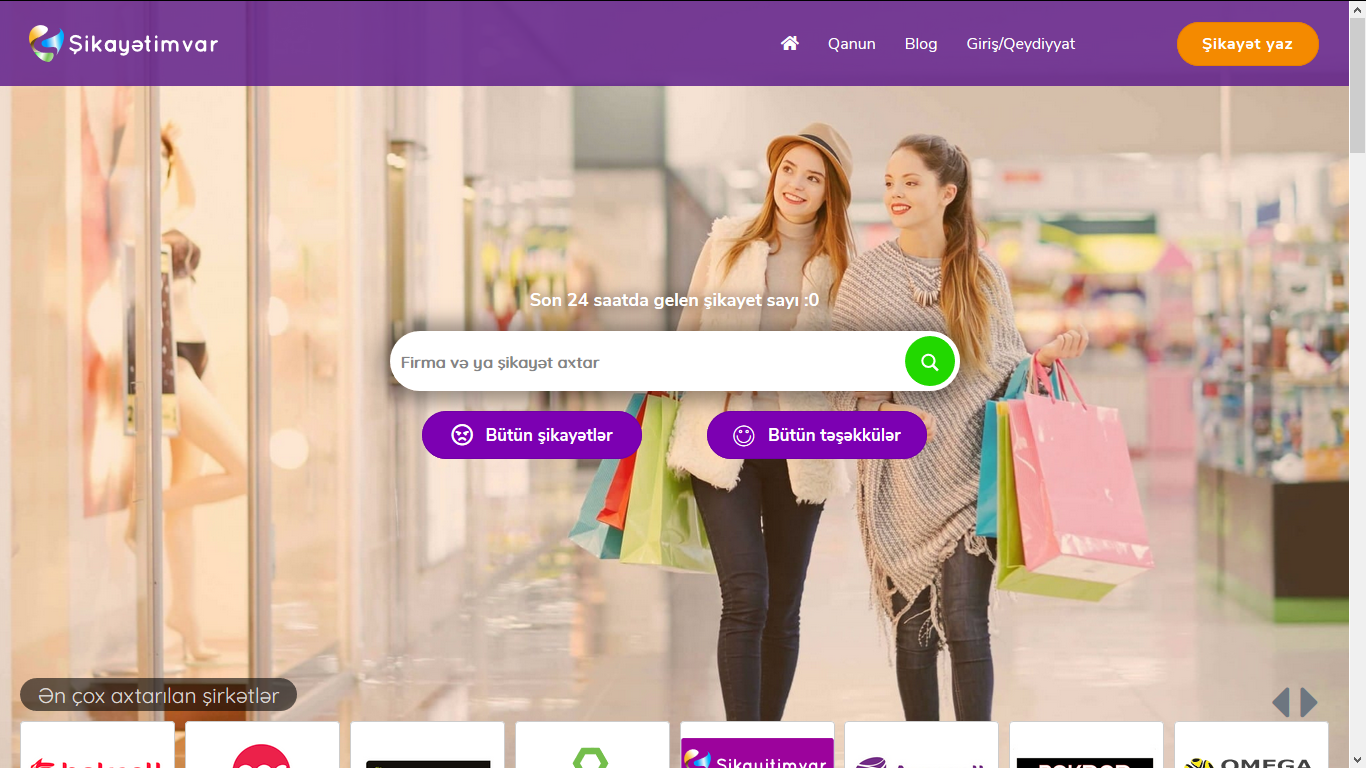 Şikayətimvar
Qanun
Blog
Giriş/Qeydiyyat
Şikayət yaz
Son 24 saatda gelen şikayet sayı :0
Firma və ya şikayət axtar
Bütün şikayətlər
Bütün təşəkkülər
Ən çox axtarılan şirkətlər
Şikayitimvar
OMEGA